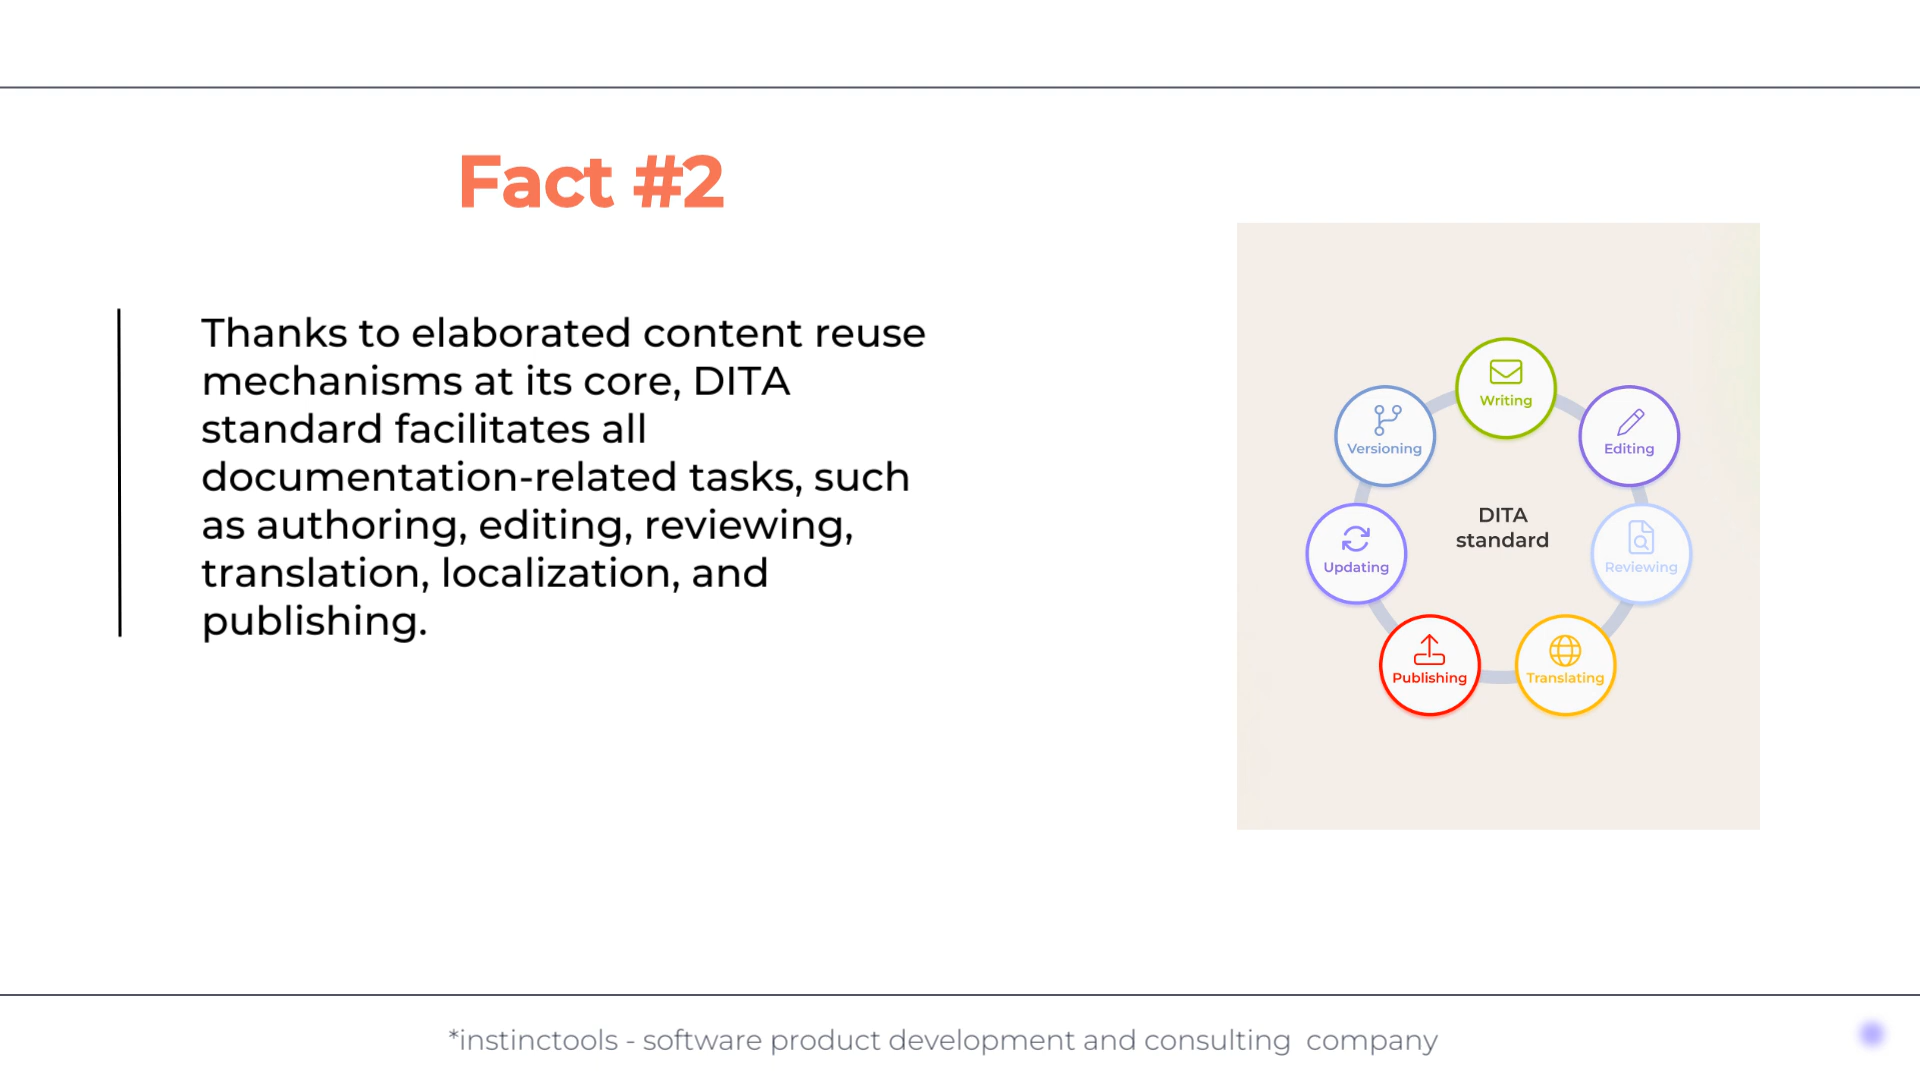 Fact #2
Thanks to elaborated content reuse
mechanisms at its core, DITA
standard facilitates all
documentation-related tasks, such
as authoring, editing, reviewing,
translation, localization, and
publishing.
Writing
Versioning
Editing
DITA
standard
Updating
Reviewing
Publishing
Translating
*instinctools - software product development and consulting  company